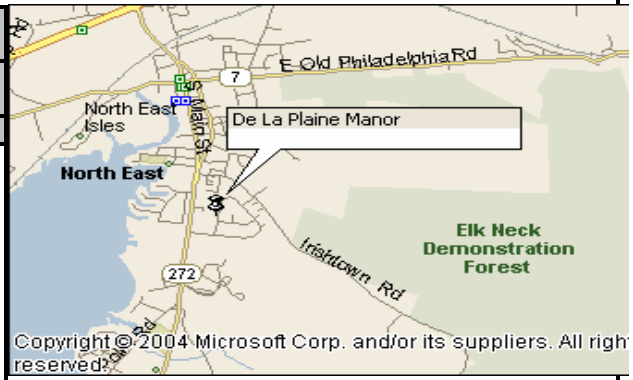 E Old Philadelphia Rd
7
North East
Isles
S Main St
De La Plaine Manor
North East
Elk Neck
Demonstration
Forest
Irishtown Rd
272
Rd
Copyright © 2004 Microsoft Corp. and/or its suppliers. All right
reserved.